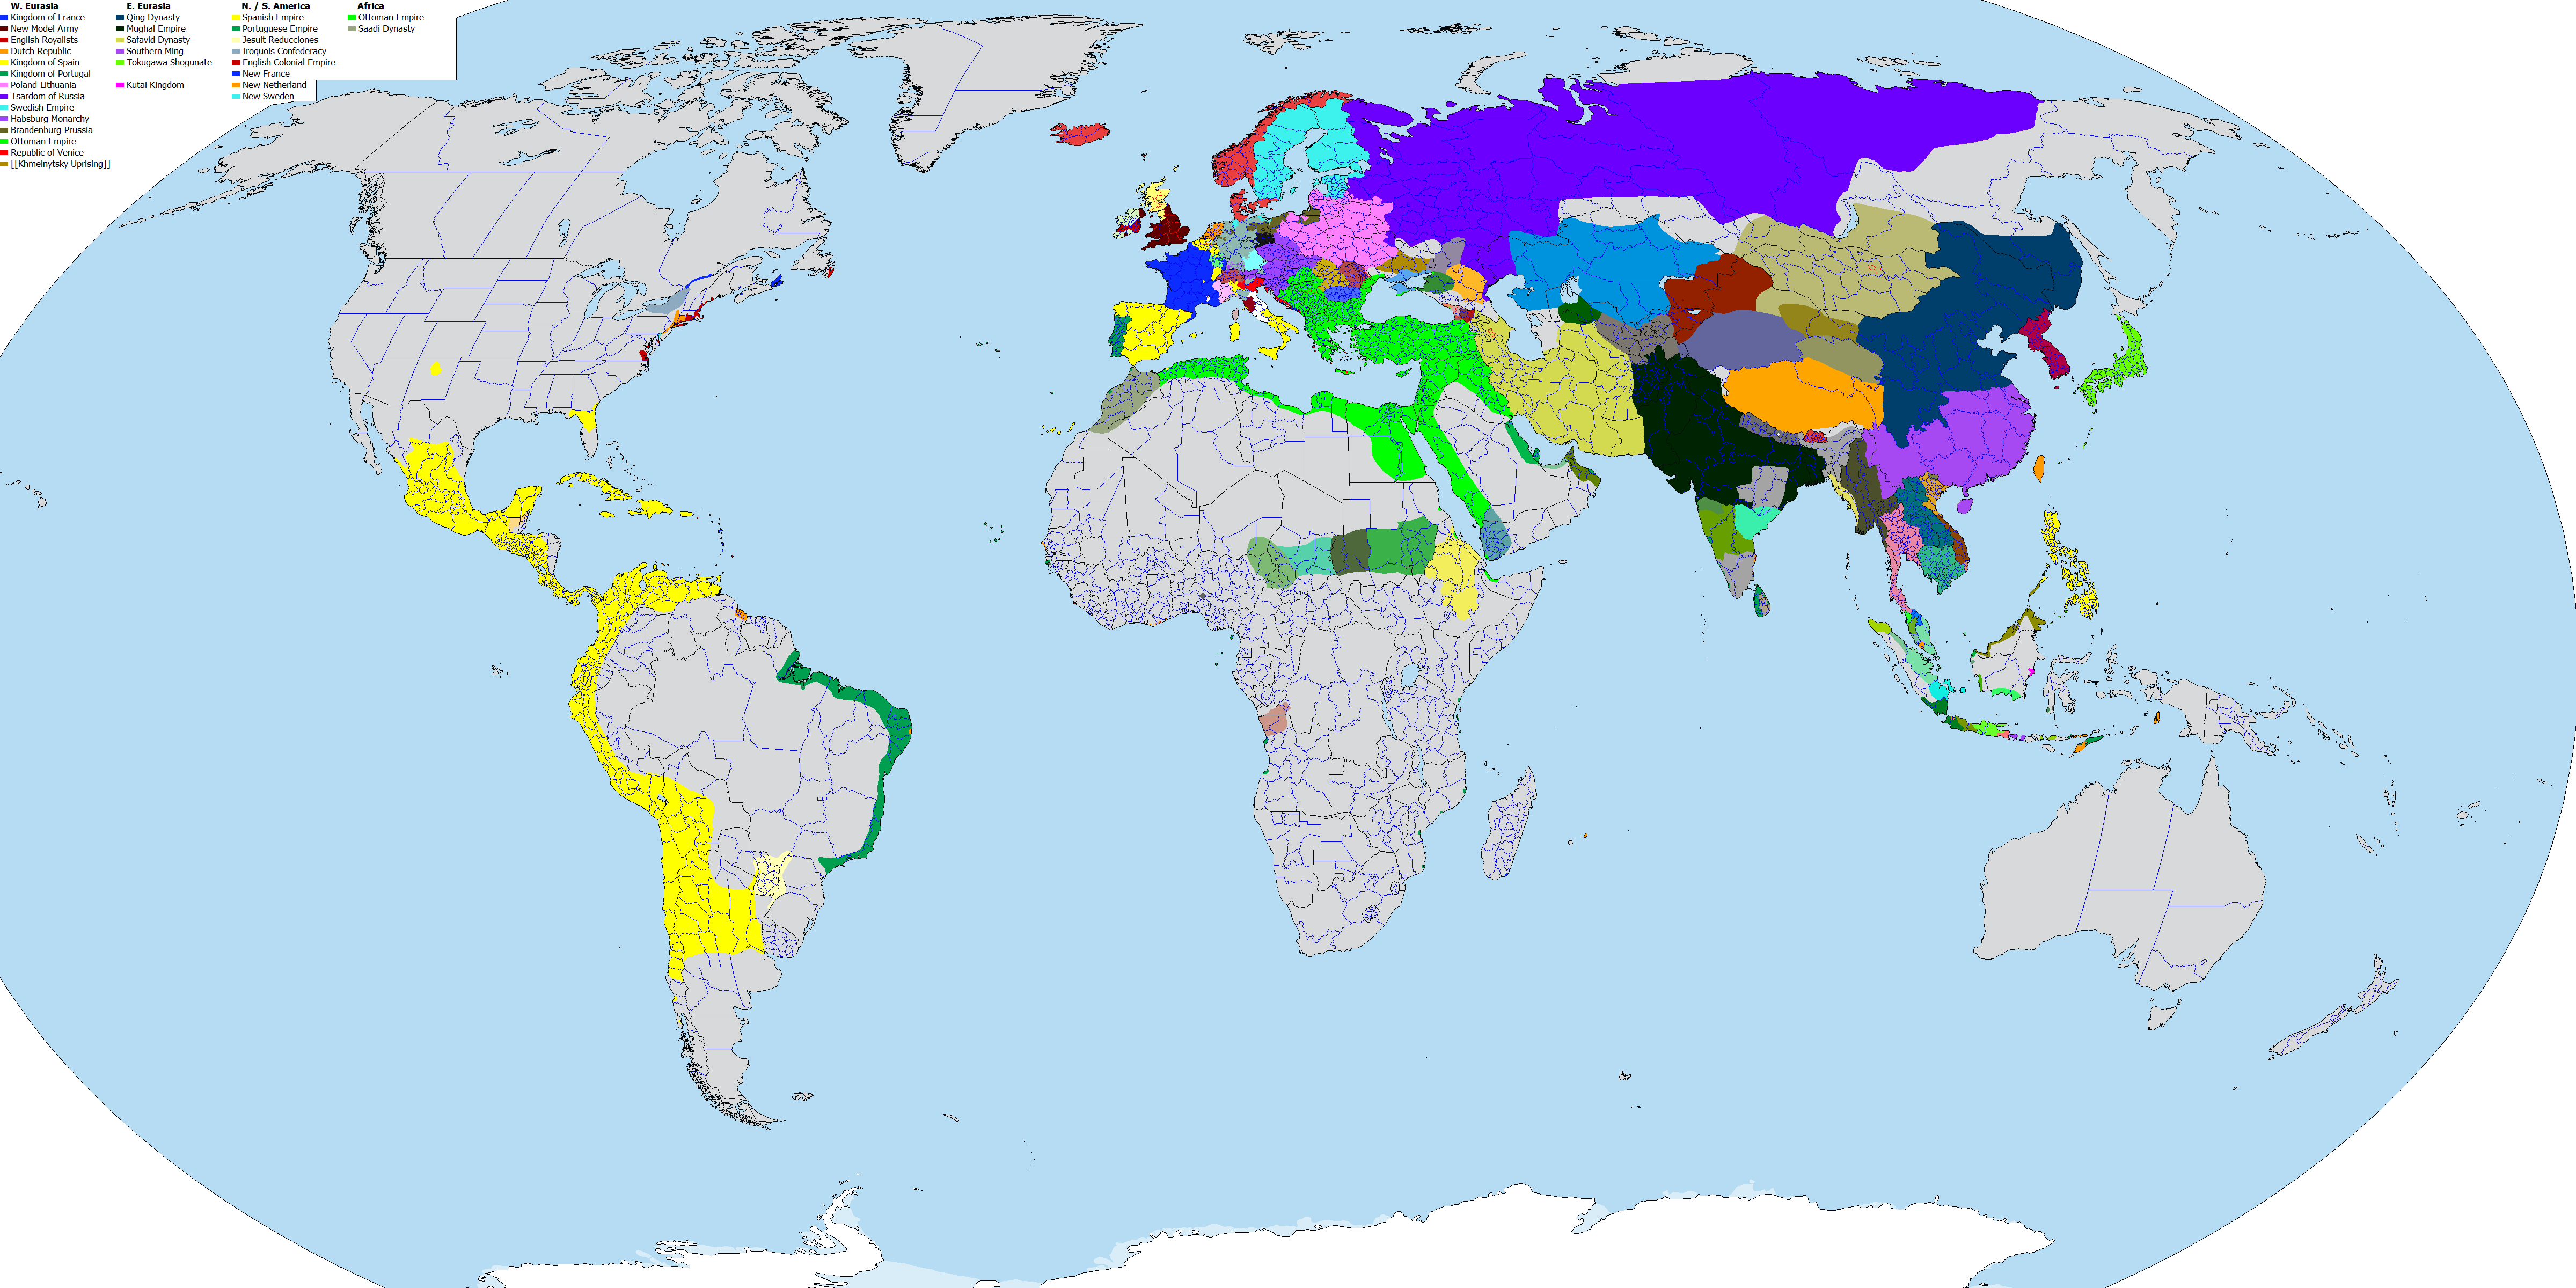 W. Eurasia
Kingdom of France
New Model Army
English Royalists
Dutch Republic
Kingdom of Spain
Kingdom of Portugal
Poland-Lithuania
Tsardom of Russia
Swedish Empire
Habsburg Monarchy
Brandenburg-Prussia
Ottoman Empire
Republic of Venice
[[Khmelnytsky Uprising]]
E. Eurasia
Qing Dynasty
Mughal Empire
Safavid Dynasty
Southern Ming
Tokugawa Shogunate
Kutai Kingdom
N. / S. America
Spanish Empire
Portuguese Empire
Jesuit Reducciones
Iroquois Confederacy
English Colonial Empire
New France
New Netherland
New Sweden
Africa
Ottoman Empire
Saadi Dynasty